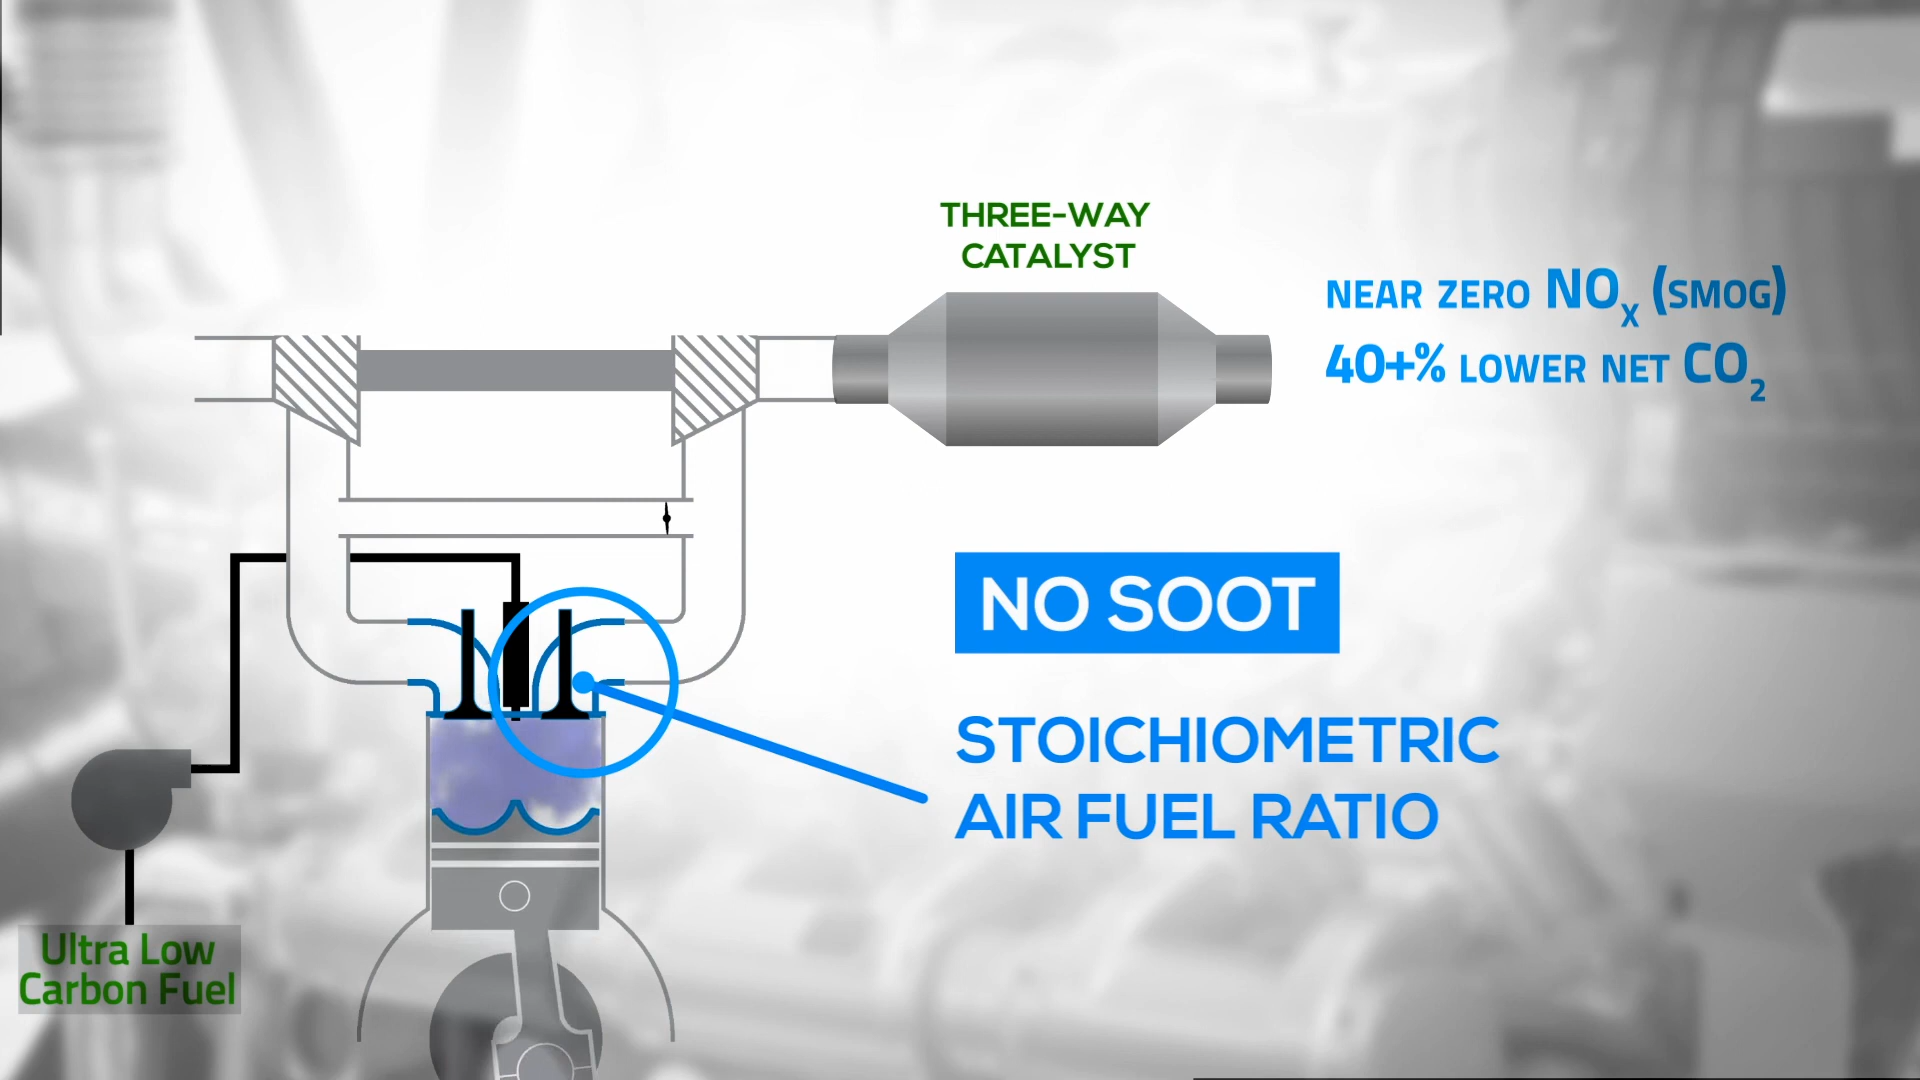 THREE-WAY
CATALYST
NEAR ZERO NOX (SMOG)
40+% LOWER NET CO2
NO SOOT
STOICHIOMETRIC
AIR FUEL RATIO
Ultra Low
Carbon Fuel